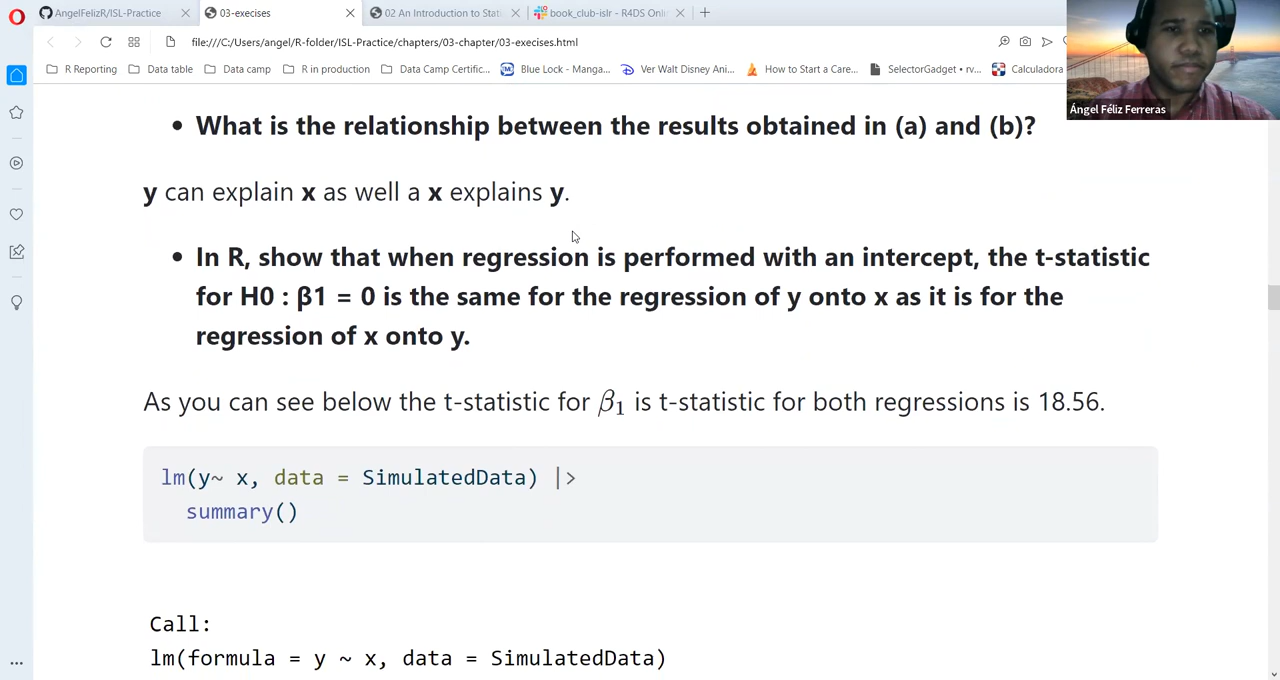 AngelFelizR/ISL-Practice
03-execises
02 An Introduction to Stat
book_club-islr - R4DS Onli
file:///C:/Users/angel/R-folder/ISL-Practice/chapters/03-chapter/03-execises.html
R Reporting
Data table
Data camp
R in production
Data Camp Certific...
Blue Lock - Manga...
Ver Walt Disney Ani...
How to Start a Care...
SelectorGadget • rv...
Calculadora
Ángel Féliz Ferreras
• What is the relationship between the results obtained in (a) and (b)?
y can explain x as well a x explains y.
• In R, show that when regression is performed with an intercept, the t-statistic
for H0 : β1 = 0 is the same for the regression of y onto x as it is for the
regression of x onto y.
As you can see below the t-statistic for β1 is t-statistic for both regressions is 18.56.
lm(y~ x, data = SimulatedData) |>
summary()
Call:
lm(formula = y ~ x, data = SimulatedData)